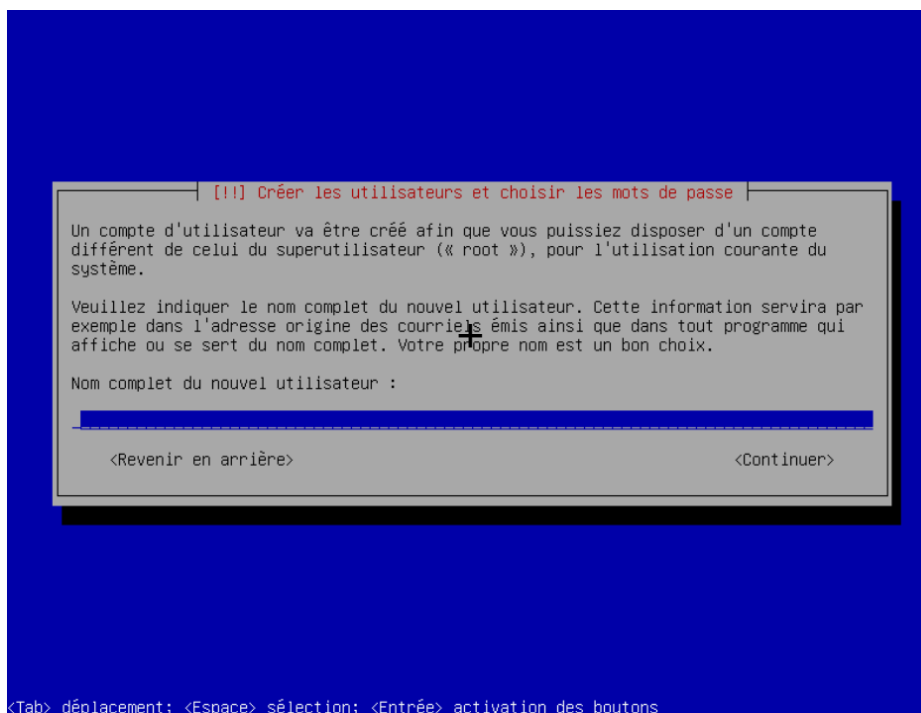 [!!] Créer les utilisateurs et choisir les mots de passe
Un compte d'utilisateur va être créé afin que vous puissiez disposer d'un compte
différent de celui du superutilisateur (« root »), pour l'utilisation courante du
système.
Veuillez indiquer le nom complet du nouvel utilisateur. Cette information servira par
exemple dans l'adresse origine des courriels émis ainsi que dans tout programme qui
affiche ou se sert du nom complet. Votre propre nom est un bon choix.
Nom complet du nouvel utilisateur :
<Revenir en arrière> <Continuer>
<Tab> déplacement; <Espace> sélection; <Entrée> activation des boutons